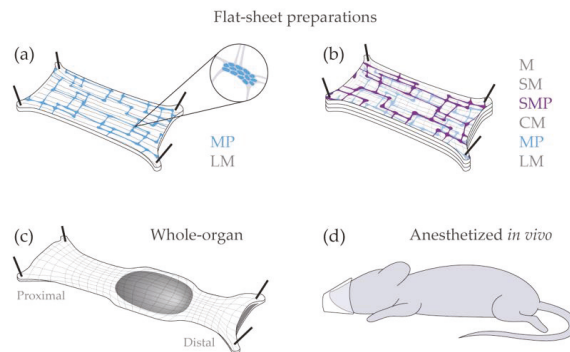 Flat-sheet preparations
(a)
MP
LM
(b)
M
SM
SMP
CM
MP
LM
(c) Whole-organ
Proximal
Distal
(d) Anesthetized in vivo